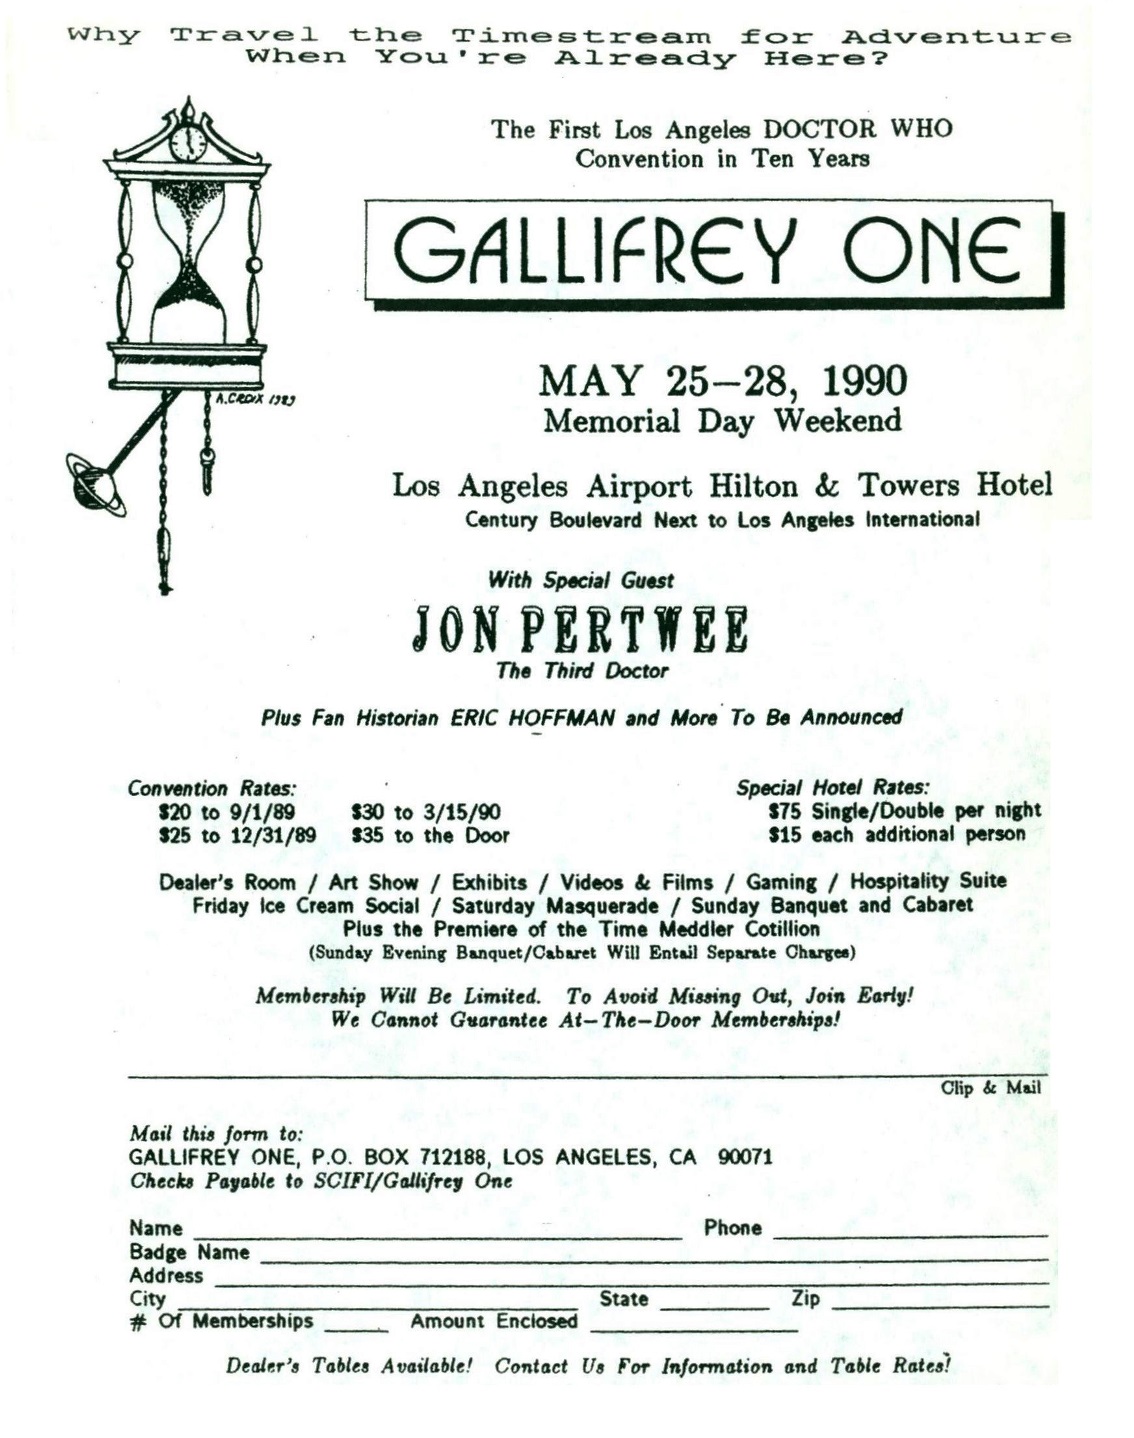 Why Travel the Timestream for Adventure
When You're Already Here?
The First Los Angeles DOCTOR WHO
Convention in Ten Years
GALLIFREY ONE
A. CROIX 1989
MAY 25-28, 1990
Memorial Day Weekend
Los Angeles Airport Hilton & Towers Hotel
Century Boulevard Next to Los Angeles International
With Special Guest
JON PERTWEE
The Third Doctor
Plus Fan Historian ERIC HOFFMAN and More To Be Announced
Convention Rates:
$20 to 9/1/89 $30 to 3/15/90
$25 to 12/31/89 $35 to the Door
Special Hotel Rates:
$75 Single/Double per night
$15 each additional person
Dealer's Room / Art Show / Exhibits / Videos & Films / Gaming / Hospitality Suite
Friday Ice Cream Social / Saturday Masquerade / Sunday Banquet and Cabaret
Plus the Premiere of the Time Meddler Cotillion
(Sunday Evening Banquet/Cabaret Will Entail Separate Charges)
Membership Will Be Limited. To Avoid Missing Out, Join Early!
We Cannot Guarantee At-The-Door Memberships!
Clip & Mail
Mail this form to:
GALLIFREY ONE, P.O. BOX 712188, LOS ANGELES, CA 90071
Checks Payable to SCIFI/Gallifrey One
Name Phone
Badge Name
Address
City State Zip
# Of Memberships Amount Enclosed
Dealer's Tables Available! Contact Us For Information and Table Rates!